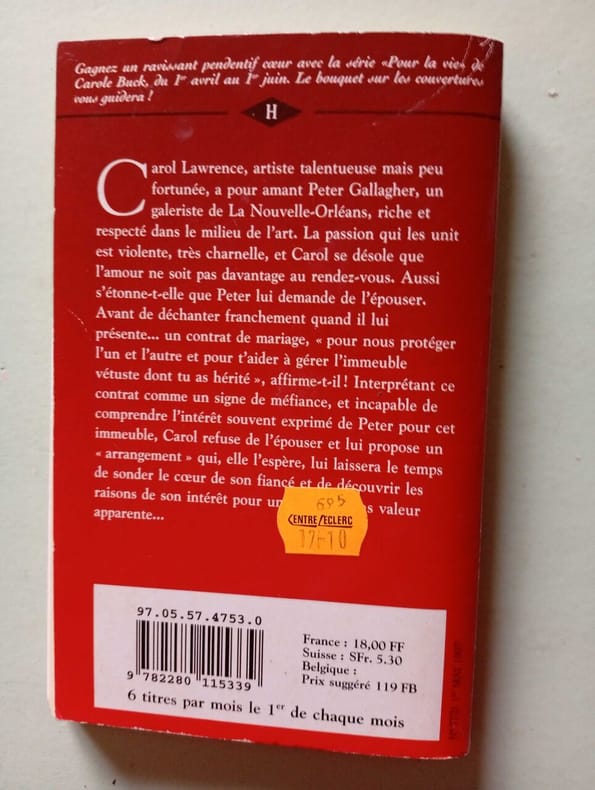 Gagnez un ravissant pendentif cœur avec la série «Pour la vie» de
Carole Buck, du 1er avril au 1er juin. Le bouquet sur les couvertures
vous guidera !
H
Carol Lawrence, artiste talentueuse mais peu
fortunée, a pour amant Peter Gallagher, un
galeriste de La Nouvelle-Orléans, riche et
respecté dans le milieu de l'art. La passion qui les unit
est violente, très charnelle, et Carol se désole que
l'amour ne soit pas davantage au rendez-vous. Aussi
s'étonne-t-elle que Peter lui demande de l'épouser.
Avant de déchanter franchement quand il lui
présente... un contrat de mariage, « pour nous protéger
l'un et l'autre et pour t'aider à gérer l'immeuble
vétuste dont tu as hérité », affirme-t-il ! Interprétant ce
contrat comme un signe de méfiance, et incapable de
comprendre l'intérêt souvent exprimé de Peter pour cet
immeuble, Carol refuse de l'épouser et lui propose un
« arrangement » qui, elle l'espère, lui laissera le temps
de sonder le cœur de son fiancé et de découvrir les
raisons de son intérêt pour un valeur
apparente...
695
CENTRE LECLERC
17h10
97.05.57.4753.0
9 782280 115339
France : 18,00 FF
Suisse : SFr. 5.30
Belgique :
Prix suggéré 119 FB
6 titres par mois le 1er de chaque mois